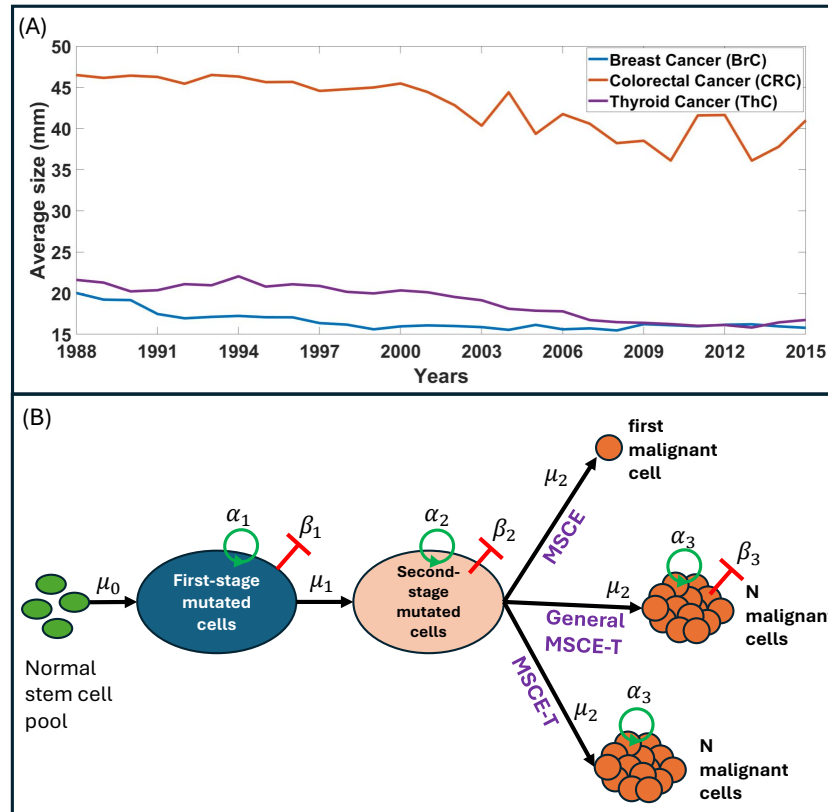 (A)
50
45
40
35
30
25
20
15
Average size (mm)
Breast Cancer (BrC)
Colorectal Cancer (CRC)
Thyroid Cancer (ThC)
1988
1991
1994
1997
2000
2003
2006
2009
2012
2015
Years
(B)
first
malignant
cell
μ₂
MSCE
α₁
β₁
α₂
β₂
α₃
β₃
μ₀
First-stage
mutated
cells
μ₁
Second-
stage
mutated
cells
μ₂
General
MSCE-T
N
malignant
cells
Normal
stem cell
pool
MSCE-T
μ₂
α₃
N
malignant
cells